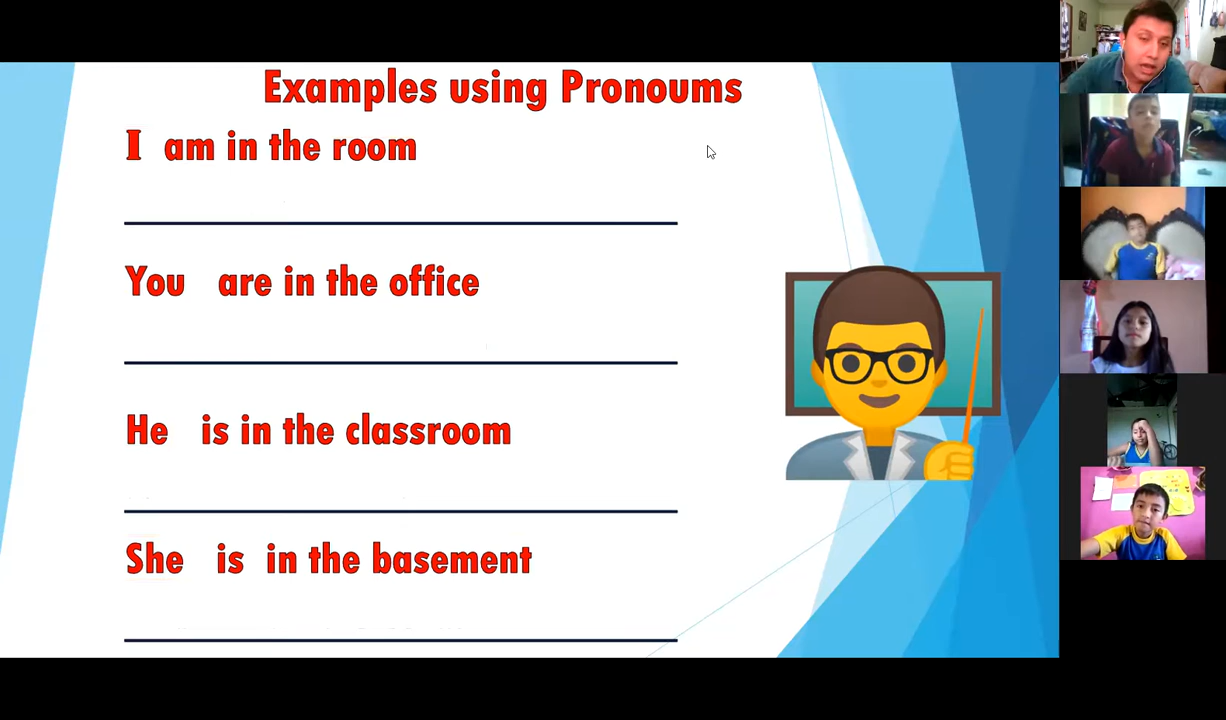 Examples using Pronoums
I am in the room
You are in the office
He is in the classroom
She is in the basement